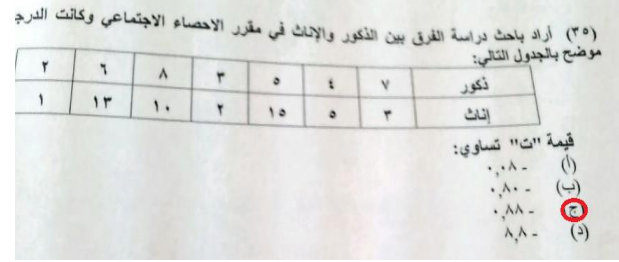 (٣٥) أراد باحث دراسة الفرق بين الذكور والإناث في مقرر الاحصاء الاجتماعي وكانت الدرج
موضح بالجدول التالي:
ذكور ٧ ٤ ٥ ٣ ٨ ٦ ٢
إناث ٣ ٥ ١٥ ٢ ١٠ ١٣ ١
قيمة "ت" تساوي:
(أ) - ٠,٠٨
(ب) - ٠,٨٠
(ج) - ٠,٨٨
(د) - ٨,٨